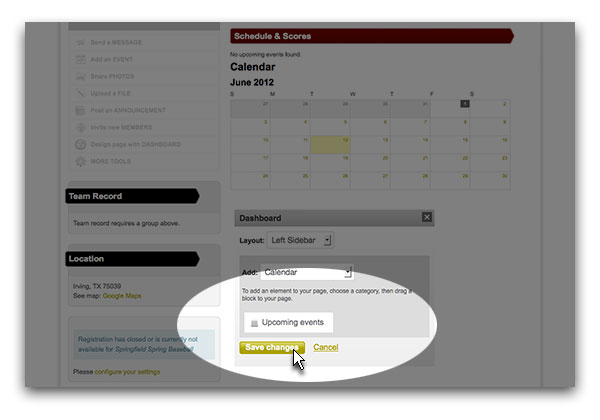 Send a MESSAGE
Add an EVENT
Share PHOTOS
Upload a FILE
Post an ANNOUNCEMENT
Invite new MEMBERS
Design page with DASHBOARD
MORE TOOLS
Team Record
Team record requires a group above.
Location
Irving, TX 75039
See map: Google Maps
Registration has closed or is currently not
available for Springfield Spring Baseball
Please configure your settings
Schedule & Scores
No upcoming events found.
Calendar
June 2012
S M T W T F S
27 28 29 30 31 1 2
3 4 5 6 7 8 9
10 11 12 13 14 15 16
17 18 19 20 21 22 23
24 25 26 27 28 29 30
Dashboard
Layout: Left Sidebar
Add: Calendar
To add an element to your page, choose a category, then drag a
block to your page.
Upcoming events
Save changes Cancel